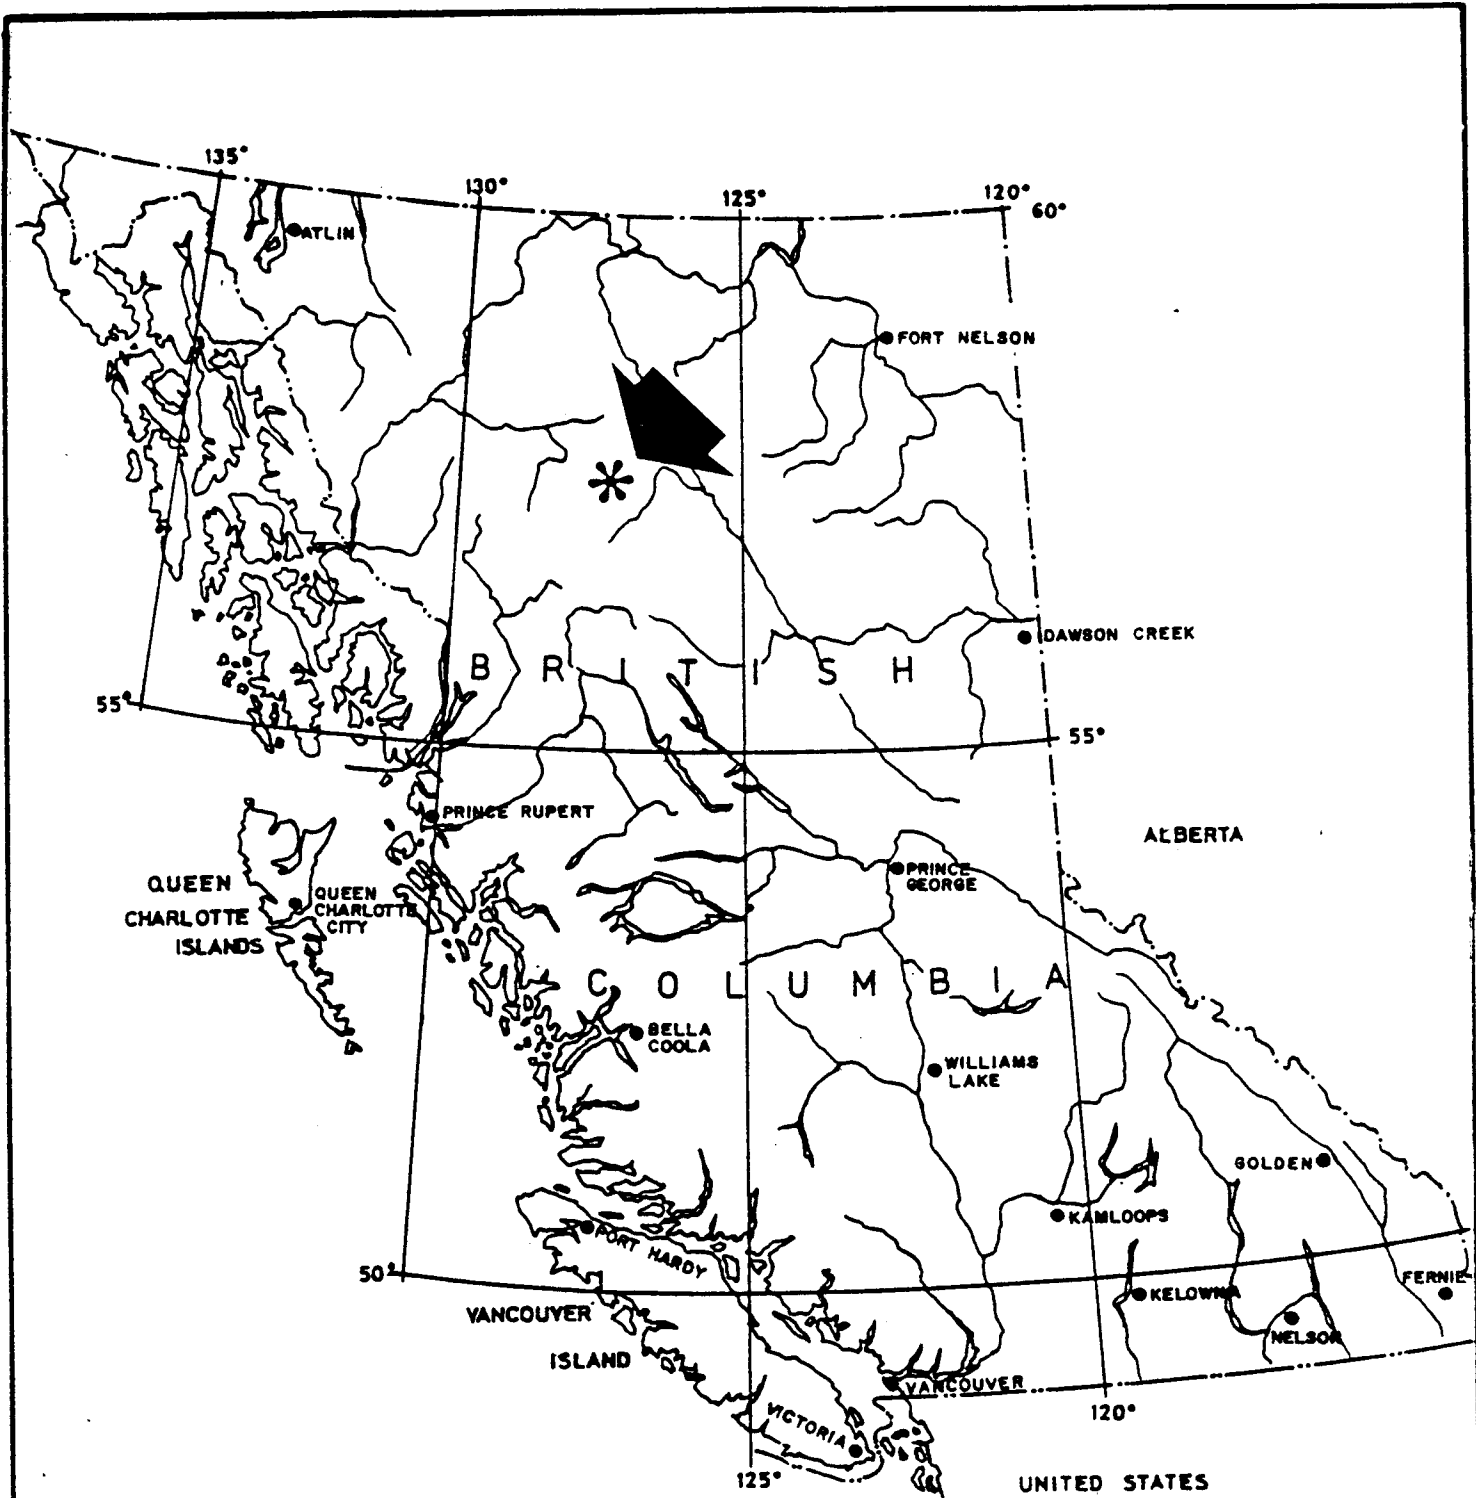 135°
130°
125°
120°
60°
ATLIN
FORT NELSON
DAWSON CREEK
BRITISH
55°
55°
PRINCE RUPERT
ALBERTA
PRINCE
GEORGE
QUEEN
CHARLOTTE
ISLANDS
QUEEN
CHARLOTTE
CITY
COLUMBIA
BELLA
COOLA
WILLIAMS
LAKE
GOLDEN
KAMLOOPS
PORT HARDY
50°
FERNIE
KELOWNA
VANCOUVER
ISLAND
NELSON
VANCOUVER
120°
VICTORIA
125°
UNITED STATES